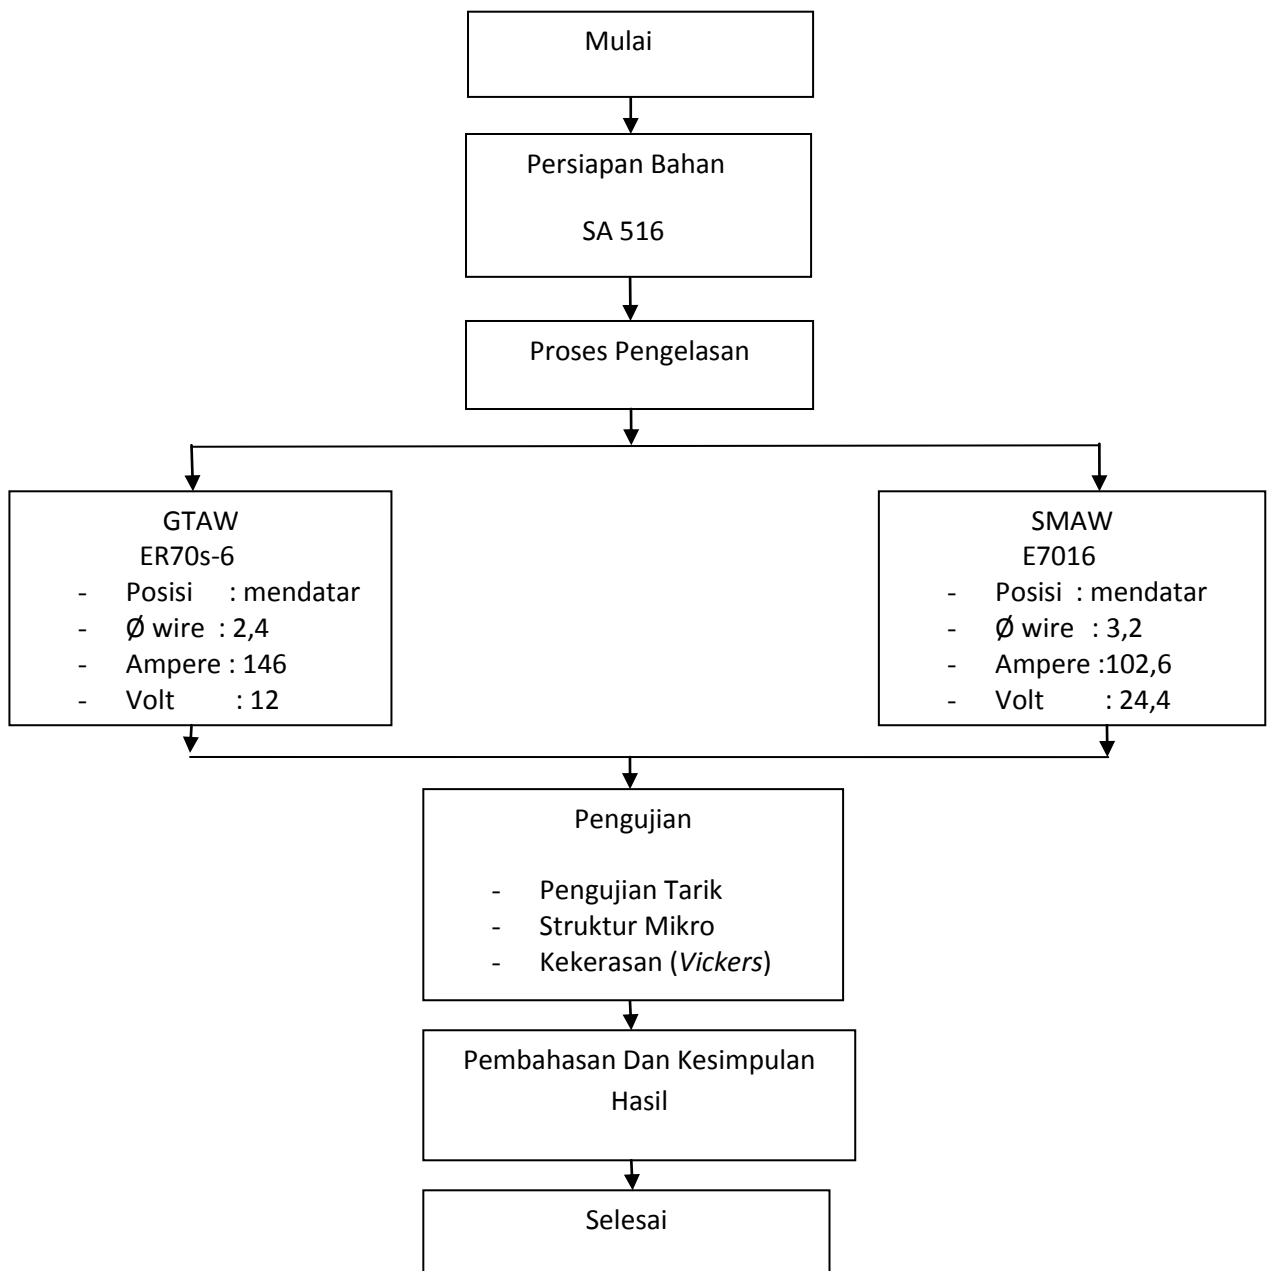 Mulai
Persiapan Bahan
SA 516
Proses Pengelasan
GTAW
ER70s-6
- Posisi : mendatar
- Ø wire : 2,4
- Ampere : 146
- Volt : 12
SMAW
E7016
- Posisi : mendatar
- Ø wire : 3,2
- Ampere :102,6
- Volt : 24,4
Pengujian
- Pengujian Tarik
- Struktur Mikro
- Kekerasan (Vickers)
Pembahasan Dan Kesimpulan
Hasil
Selesai